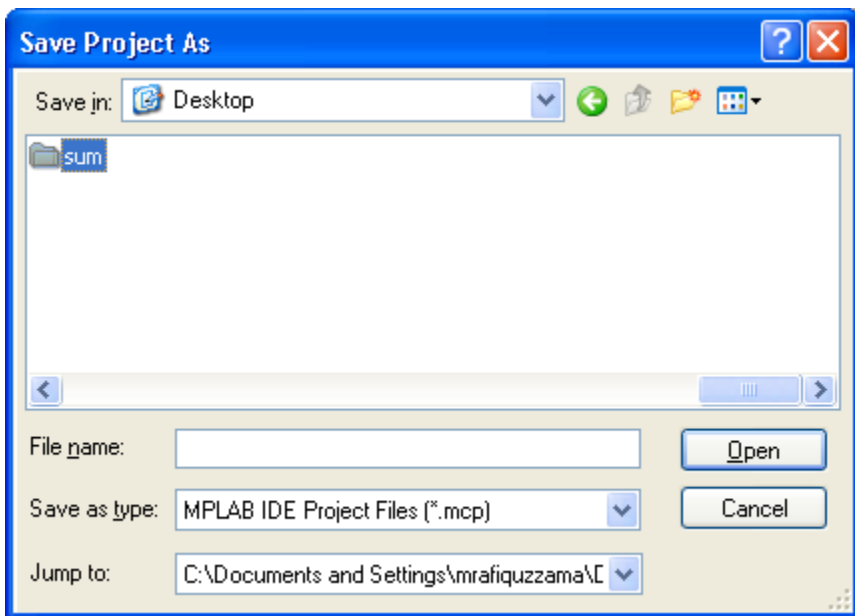 Save Project As
Save in: Desktop
sum
File name:
Open
Save as type: MPLAB IDE Project Files (*.mcp)
Cancel
Jump to: C:\Documents and Settings\mrafiquzzama\D